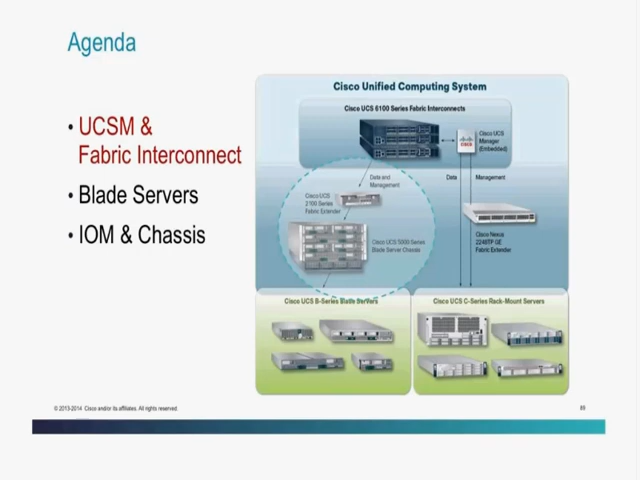 Agenda
• UCSM &
Fabric Interconnect
• Blade Servers
• IOM & Chassis
Cisco Unified Computing System
Cisco UCS 6100 Series Fabric Interconnects
CISCO
Cisco UCS
Manager
(Embedded)
Data and
Management
Data
Management
Cisco UCS
2100 Series
Fabric Extender
Cisco UCS 5000 Series
Blade Server Chassis
Cisco Nexus
2248TP GE
Fabric Extender
Cisco UCS B-Series Blade Servers
Cisco UCS C-Series Rack-Mount Servers
© 2013-2014 Cisco and/or its affiliates. All rights reserved.
89